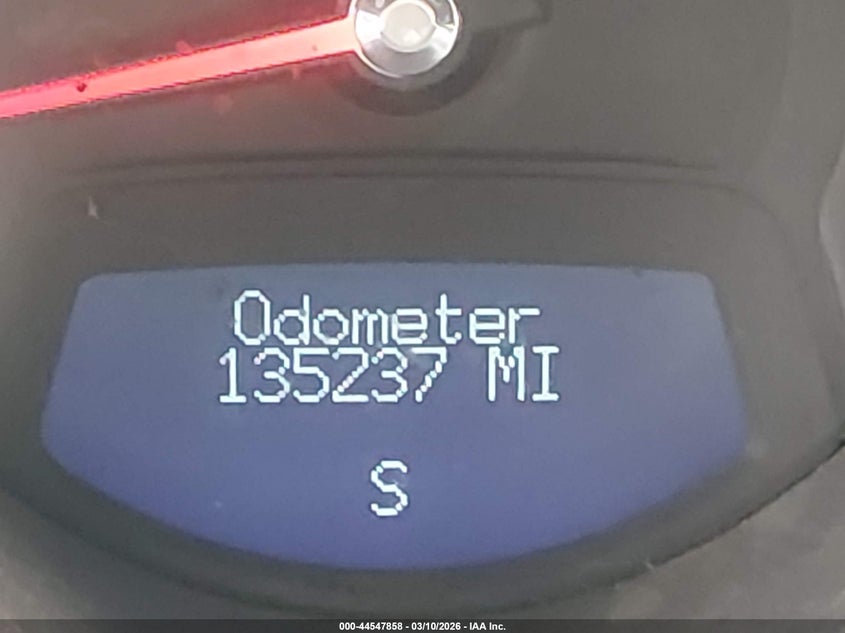 Odometer
135237 MI
S
000-44547858 - 03/10/2026 - IAA Inc.